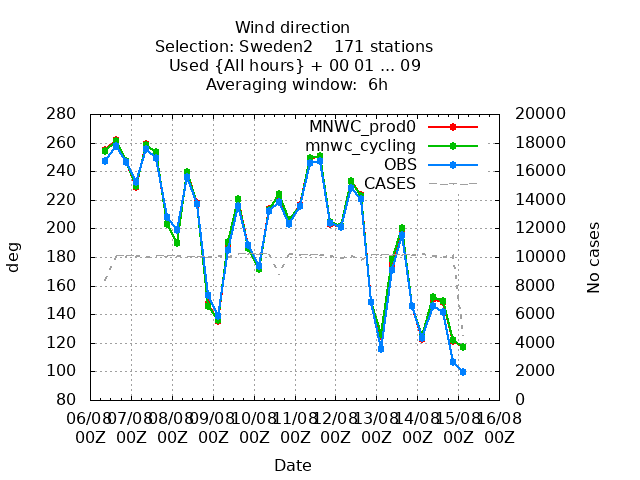 Wind direction
Selection: Sweden2 171 stations
Used {All hours} + 00 01 ... 09
Averaging window: 6h
280 20000
MNWC_prod0
260 18000
mnwc_cycling
240 16000
OBS
220 14000
CASES
200 12000
deg
180 10000
No cases
160 8000
140 6000
120 4000
100 2000
80 0
06/08 07/08 08/08 09/08 10/08 11/08 12/08 13/08 14/08 15/08 16/08
00Z 00Z 00Z 00Z 00Z 00Z 00Z 00Z 00Z 00Z 00Z
Date